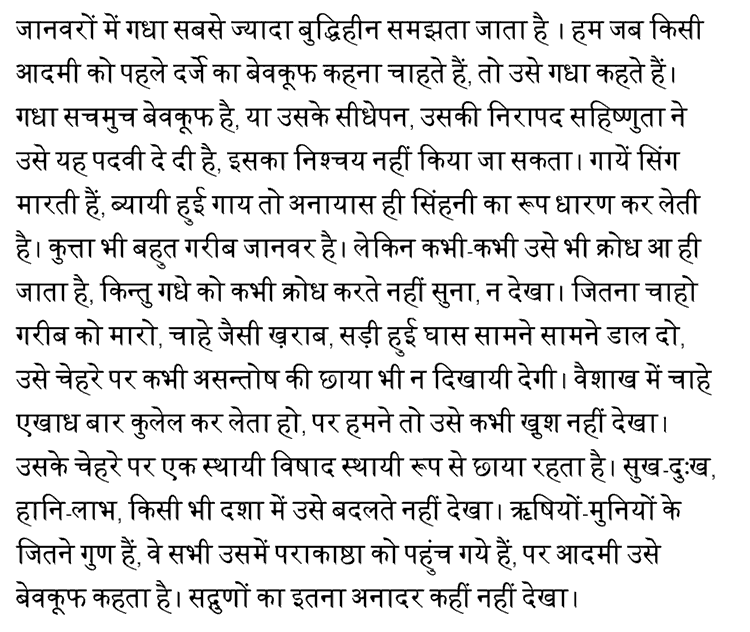 जानवरों में गधा सबसे ज्यादा बुद्धिहीन समझता जाता है । हम जब किसी
आदमी को पहले दर्जे का बेवकूफ कहना चाहते हैं, तो उसे गधा कहते हैं।
गधा सचमुच बेवकूफ है, या उसके सीधेपन, उसकी निरापद सहिष्णुता ने
उसे यह पदवी दे दी है, इसका निश्चय नहीं किया जा सकता। गायें सिंग
मारती हैं, ब्यायी हुई गाय तो अनायास ही सिंहनी का रूप धारण कर लेती
है। कुत्ता भी बहुत गरीब जानवर है। लेकिन कभी-कभी उसे भी क्रोध आ ही
जाता है, किन्तु गधे को कभी क्रोध करते नहीं सुना, न देखा। जितना चाहो
गरीब को मारो, चाहे जैसी ख़राब, सड़ी हुई घास सामने सामने डाल दो,
उसे चेहरे पर कभी असन्तोष की छाया भी न दिखायी देगी। वैशाख में चाहे
एखाध बार कुलेल कर लेता हो, पर हमने तो उसे कभी खुश नहीं देखा।
उसके चेहरे पर एक स्थायी विषाद स्थायी रूप से छाया रहता है। सुख-दुःख,
हानि-लाभ, किसी भी दशा में उसे बदलते नहीं देखा। ऋषियों-मुनियों के
जितने गुण हैं, वे सभी उसमें पराकाष्ठा को पहुंच गये हैं, पर आदमी उसे
बेवकूफ कहता है। सद्गुणों का इतना अनादर कहीं नहीं देखा।